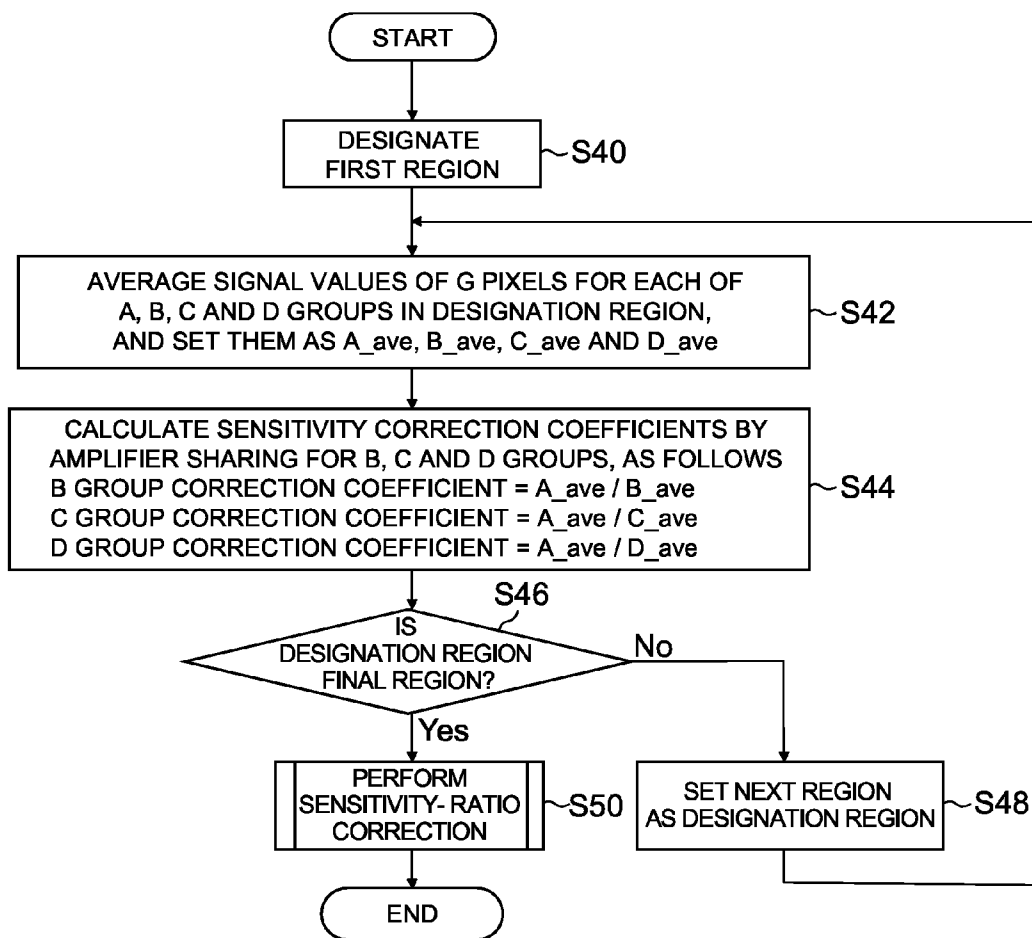 START
DESIGNATE
FIRST REGION
S40
AVERAGE SIGNAL VALUES OF G PIXELS FOR EACH OF
A, B, C AND D GROUPS IN DESIGNATION REGION,
AND SET THEM AS A_ave, B_ave, C_ave AND D_ave
S42
CALCULATE SENSITIVITY CORRECTION COEFFICIENTS BY
AMPLIFIER SHARING FOR B, C AND D GROUPS, AS FOLLOWS
B GROUP CORRECTION COEFFICIENT = A_ave / B_ave
C GROUP CORRECTION COEFFICIENT = A_ave / C_ave
D GROUP CORRECTION COEFFICIENT = A_ave / D_ave
S44
S46
IS
DESIGNATION REGION
FINAL REGION?
No
Yes
PERFORM
SENSITIVITY- RATIO
CORRECTION
S50
SET NEXT REGION
AS DESIGNATION REGION
S48
END